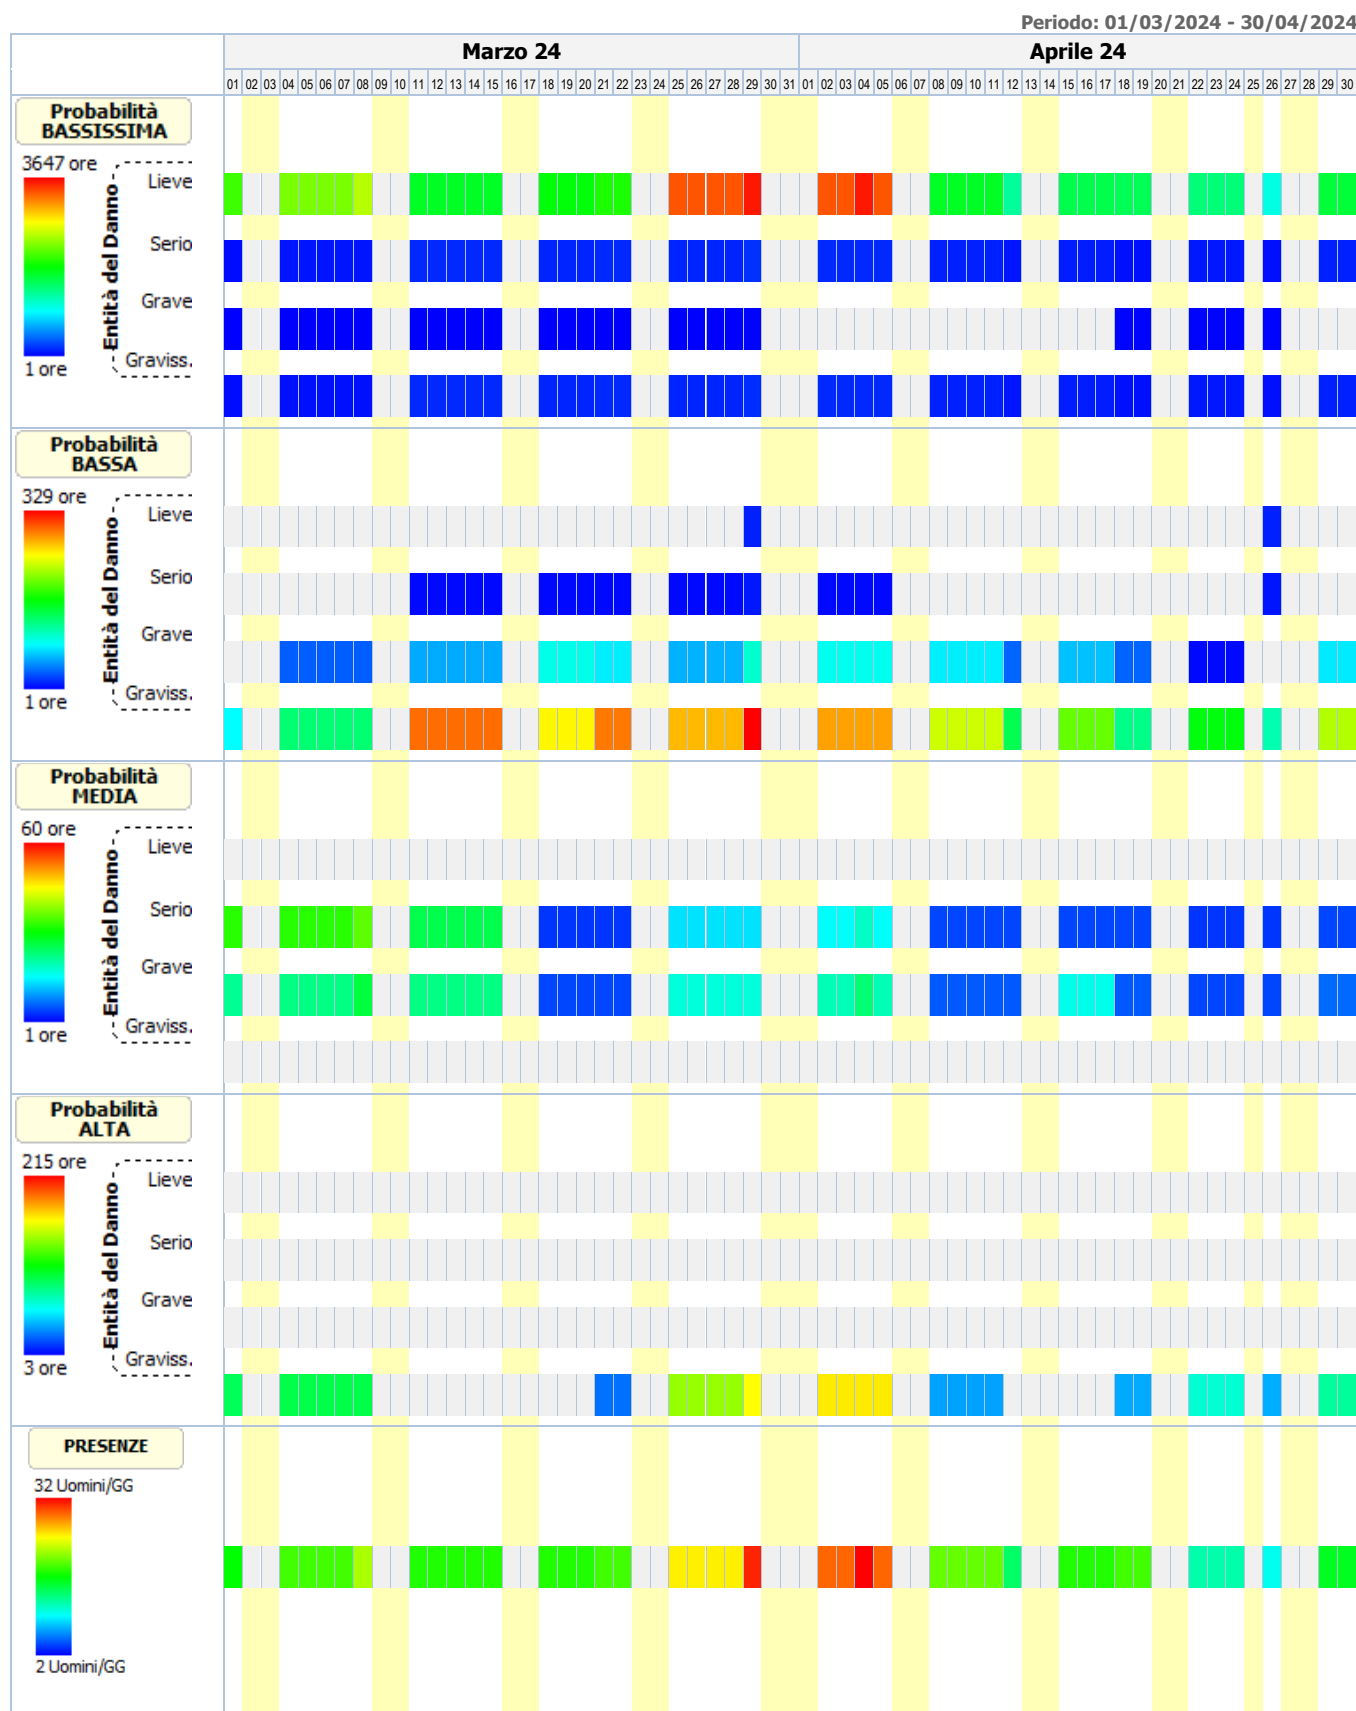 Periodo: 01/03/2024 - 30/04/2024
Marzo 24 Aprile 24
01 02 03 04 05 06 07 08 09 10 11 12 13 14 15 16 17 18 19 20 21 22 23 24 25 26 27 28 29 30 31 01 02 03 04 05 06 07 08 09 10 11 12 13 14 15 16 17 18 19 20 21 22 23 24 25 26 27 28 29 30
Probabilità
BASSISSIMA
3647 ore
Entità del Danno
Lieve
Serio
Grave
Graviss.
1 ore
Probabilità
BASSA
329 ore
Entità del Danno
Lieve
Serio
Grave
Graviss.
1 ore
Probabilità
MEDIA
60 ore
Entità del Danno
Lieve
Serio
Grave
Graviss.
1 ore
Probabilità
ALTA
215 ore
Entità del Danno
Lieve
Serio
Grave
Graviss.
3 ore
PRESENZE
32 Uomini/GG
2 Uomini/GG